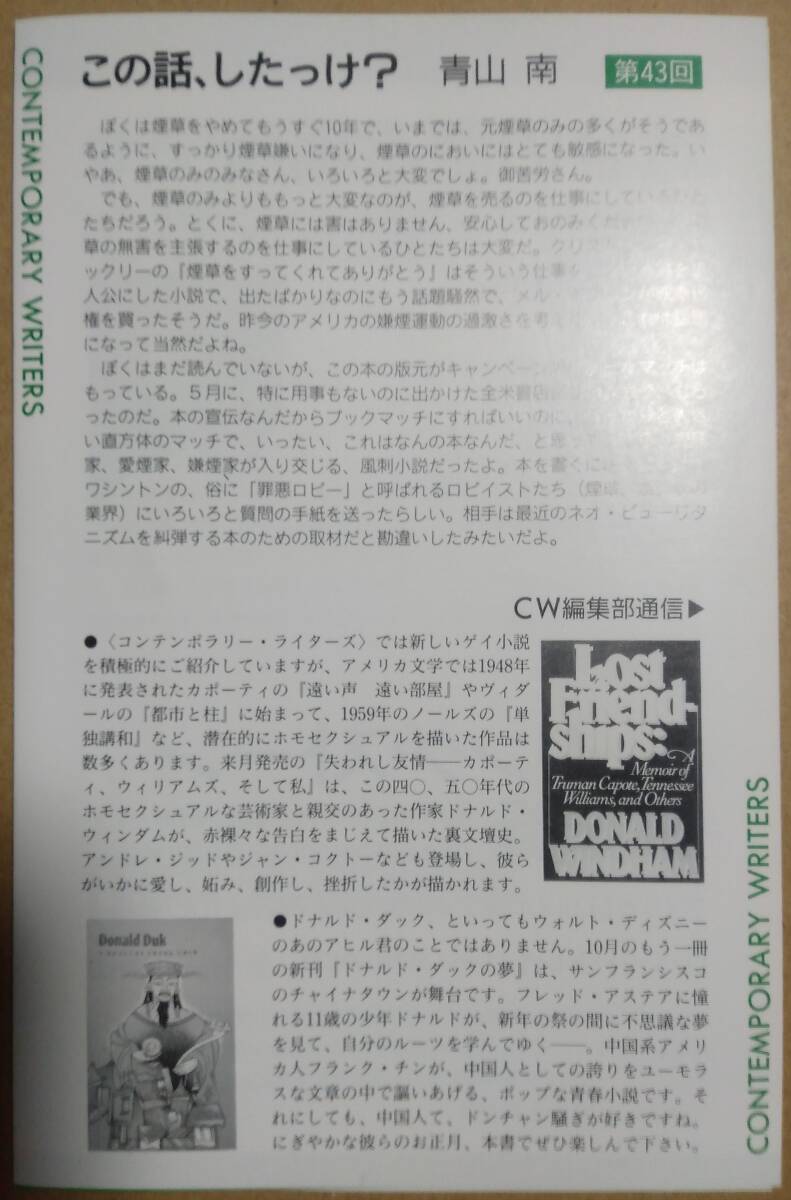 この話、したっけ? 青山 南 第43回
CONTEMPORARY WRITERS
ぼくは煙草をやめてもうすぐ10年で、いまでは、元煙草のみの多くがそうであ
るように、すっかり煙草嫌いになり、煙草のにおいにはとても敏感になった。い
やあ、煙草のみのみなさん、いろいろと大変でしょ。御苦労さん。
でも、煙草のみよりももっと大変なのが、煙草を売るのを仕事にしているひと
たちだろう。とくに、煙草には害はありません、安心しておのみください
草の無害を主張するのを仕事にしているひとたちは大変だ。クリス
ックリーの『煙草をすってくれてありがとう』はそういう仕事を
人公にした小説で、出たばかりなのにもう話題騒然で、メル・
権を買ったそうだ。昨今のアメリカの嫌煙運動の過激さを考え
になって当然だよね。
ぼくはまだ読んでいないが、この本の版元がキャンペーン
もっている。5月に、特に用事もないのに出かけた全米書店
ったのだ。本の宣伝なんだからブックマッチにすればいいのに、
い直方体のマッチで、いったい、これはなんの本なんだ、と思って
家、愛煙家、嫌煙家が入り交じる、風刺小説だったよ。本を書くに
ワシントンの、俗に「罪悪ロビー」と呼ばれるロビイストたち（煙草、
業界）にいろいろと質問の手紙を送ったらしい。相手は最近のネオ・ピューリタ
ニズムを糾弾する本のための取材だと勘違いしたみたいだよ。
CW編集部通信▶
●〈コンテンポラリー・ライターズ〉では新しいゲイ小説
を積極的にご紹介していますが、アメリカ文学では1948年
に発表されたカポーティの『遠い声 遠い部屋』やヴィダ
ールの『都市と柱』に始まって、1959年のノールズの『単
独講和』など、潜在的にホモセクシュアルを描いた作品は
数多くあります。来月発売の『失われし友情――カポーテ
ィ、ウィリアムズ、そして私』は、この四〇、五〇年代の
ホモセクシュアルな芸術家と親交のあった作家ドナルド・
ウィンダムが、赤裸々な告白をまじえて描いた裏文壇史。
アンドレ・ジッドやジャン・コクトーなども登場し、彼ら
がいかに愛し、妬み、創作し、挫折したかが描かれます。
Lost
Friend-
ships:
A
Memoir of
Truman Capote, Tennessee
Williams, and Others
DONALD
WINDHAM
Donald Duk
●ドナルド・ダック、といってもウォルト・ディズニー
のあのアヒル君のことではありません。10月のもう一冊
の新刊『ドナルド・ダックの夢』は、サンフランシスコ
のチャイナタウンが舞台です。フレッド・アステアに憧
れる11歳の少年ドナルドが、新年の祭の間に不思議な夢
を見て、自分のルーツを学んでゆく――。中国系アメリ
カ人フランク・チンが、中国人としての誇りをユーモラ
スな文章の中で謳いあげる、ポップな青春小説です。そ
れにしても、中国人て、ドンチャン騒ぎが好きですね。
にぎやかな彼らのお正月、本書でぜひ楽しんで下さい。
CONTEMPORARY WRITERS